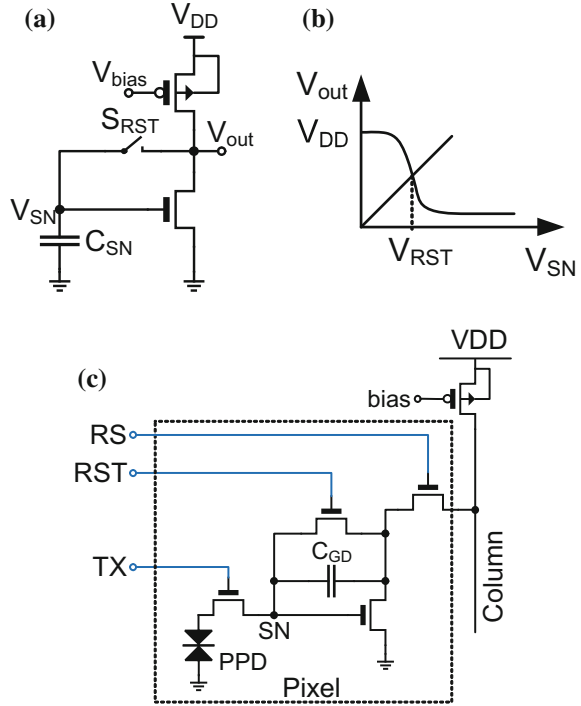 (a)
V_DD
V_bias
S_RST
V_out
V_SN
C_SN
(b)
V_out
V_DD
V_RST
V_SN
(c)
VDD
bias
RS
RST
C_GD
TX
SN
PPD
Column
Pixel